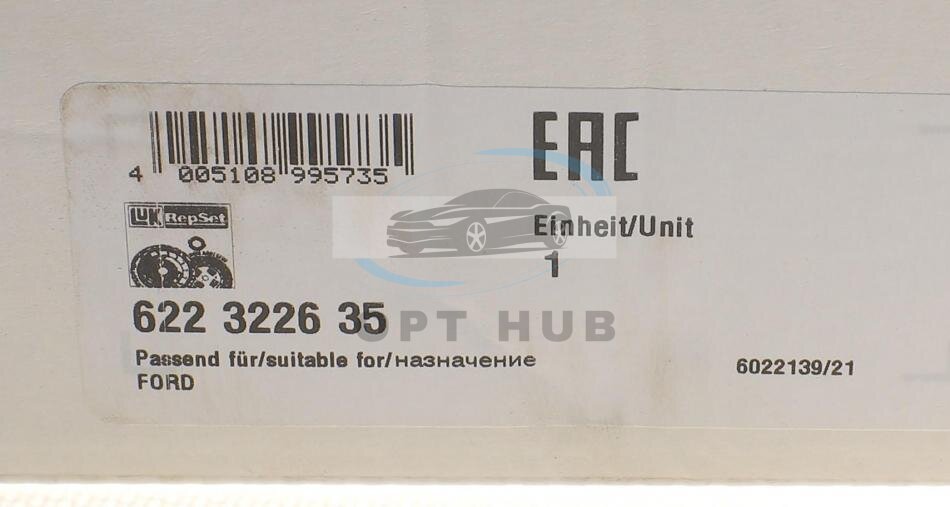 EAC
4 005108 995735
LUK RepSet
Einheit/Unit
1
622 3226 35
OPT HUB
Passend für/suitable for/назначение
FORD
6022139/21